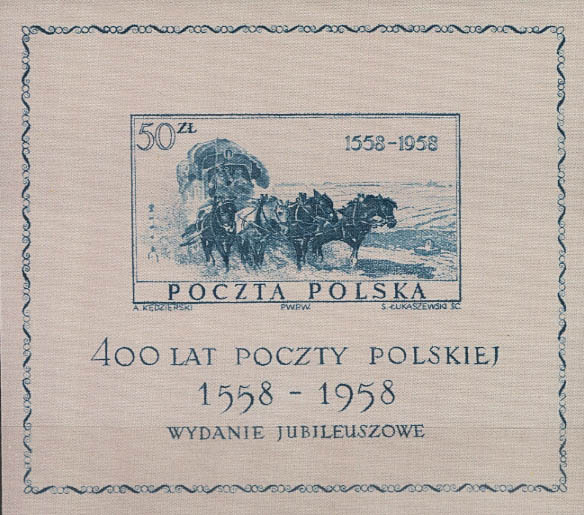 50 ZŁ
1558-1958
POCZTA POLSKA
A. KĘDZIERSKI PWPW. S. ŁUKASZEWSKI SC.
400 LAT POCZTY POLSKIEJ
1558 - 1958
WYDANIE JUBILEUSZOWE